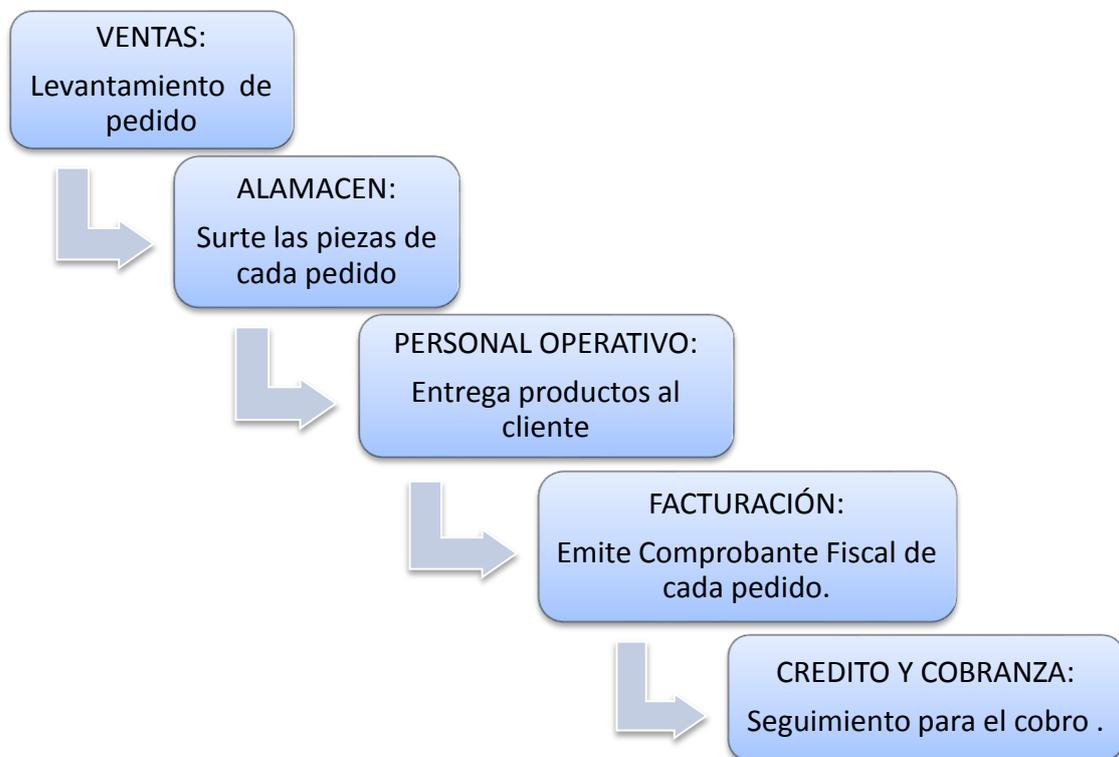 VENTAS:
Levantamiento de
pedido
ALAMACEN:
Surte las piezas de
cada pedido
PERSONAL OPERATIVO:
Entrega productos al
cliente
FACTURACIÓN:
Emite Comprobante Fiscal de
cada pedido.
CREDITO Y COBRANZA:
Seguimiento para el cobro .